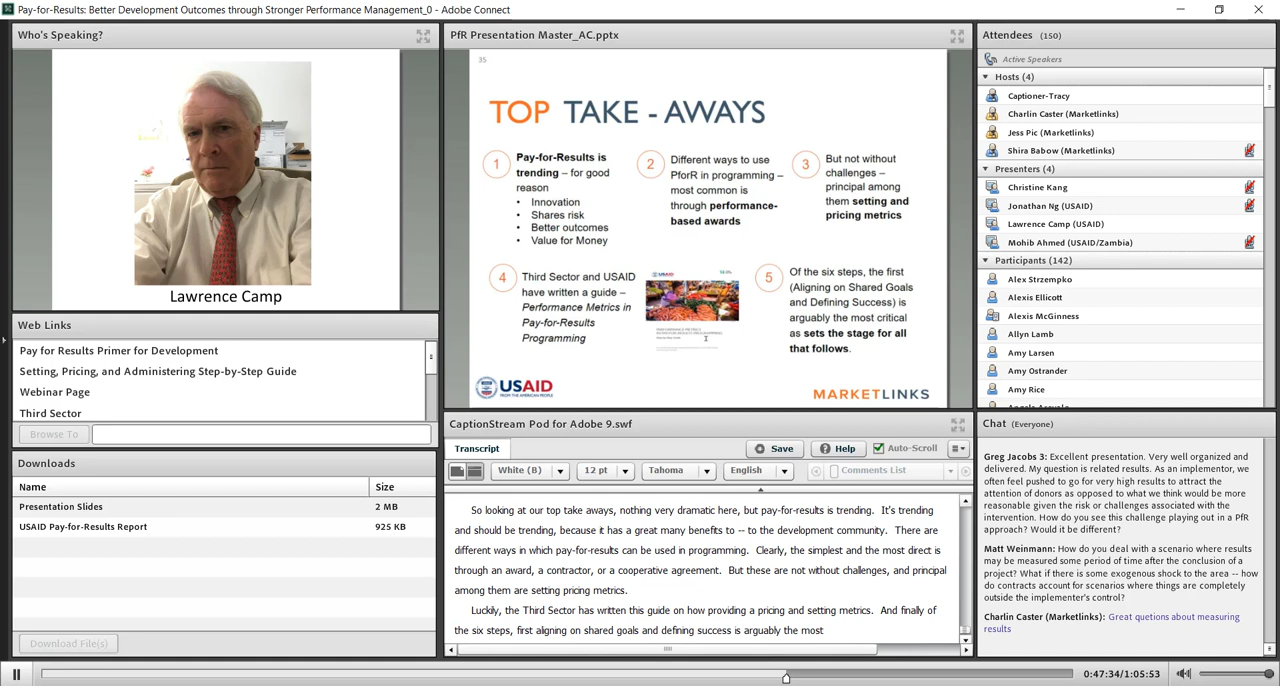 Pay-for-Results: Better Development Outcomes through Stronger Performance Management_0 - Adobe Connect
Who's Speaking?
Lawrence Camp
Web Links
Pay for Results Primer for Development
Setting, Pricing, and Administering Step-by-Step Guide
Webinar Page
Third Sector
Browse To
Downloads
Name Size
Presentation Slides 2 MB
USAID Pay-for-Results Report 925 KB
Download File(s)
PfR Presentation Master_AC.pptx
35
TOP TAKE - AWAYS
1
Pay-for-Results is
trending – for good
reason
• Innovation
• Shares risk
• Better outcomes
• Value for Money
2
Different ways to use
PforR in programming –
most common is
through performance-
based awards
3
But not without
challenges –
principal among
them setting and
pricing metrics
4
Third Sector and USAID
have written a guide –
Performance Metrics in
Pay-for-Results
Programming
USAID
5
Of the six steps, the first
(Aligning on Shared Goals
and Defining Success) is
arguably the most critical
as sets the stage for all
that follows.
USAID
FROM THE AMERICAN PEOPLE
MARKETLINKS
CaptionStream Pod for Adobe 9.swf
Transcript Save Help Auto-Scroll
White (B) 12 pt Tahoma English Comments List
So looking at our top take aways, nothing very dramatic here, but pay-for-results is trending. It's trending
and should be trending, because it has a great many benefits to -- to the development community. There are
different ways in which pay-for-results can be used in programming. Clearly, the simplest and the most direct is
through an award, a contractor, or a cooperative agreement. But these are not without challenges, and principal
among them are setting pricing metrics.
Luckily, the Third Sector has written this guide on how providing a pricing and setting metrics. And finally of
the six steps, first aligning on shared goals and defining success is arguably the most
Attendees (150)
Active Speakers
Hosts (4)
Captioner-Tracy
Charlin Caster (Marketlinks)
Jess Pic (Marketlinks)
Shira Babow (Marketlinks)
Presenters (4)
Christine Kang
Jonathan Ng (USAID)
Lawrence Camp (USAID)
Mohib Ahmed (USAID/Zambia)
Participants (142)
Alex Strzempko
Alexis Ellicott
Alexis McGinness
Allyn Lamb
Amy Larsen
Amy Ostrander
Amy Rice
Chat (Everyone)
Greg Jacobs 3: Excellent presentation. Very well organized and
delivered. My question is related results. As an implementor, we
often feel pushed to go for very high results to attract the
attention of donors as opposed to what we think would be more
reasonable given the risk or challenges associated with the
intervention. How do you see this challenge playing out in a PfR
approach? Would it be different?
Matt Weinmann: How do you deal with a scenario where results
may be measured some period of time after the conclusion of a
project? What if there is some exogenous shock to the area -- how
do contracts account for scenarios where things are completely
outside the implementer's control?
Charlin Caster (Marketlinks): Great quetions about measuring
results
0:47:34/1:05:53